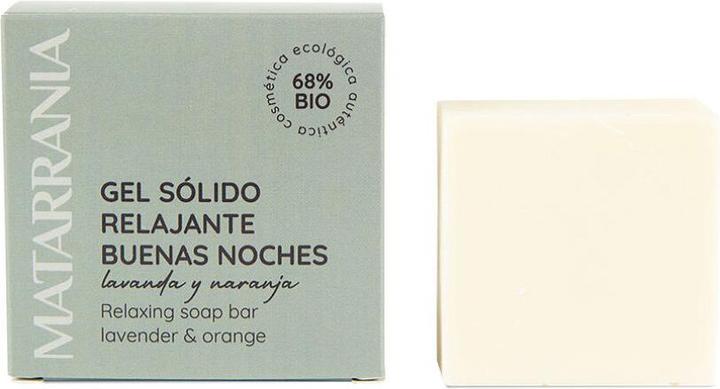 MATARRANIA
cosmética ecológica auténtica
68%
BIO
GEL SÓLIDO
RELAJANTE
BUENAS NOCHES
lavanda y naranja
Relaxing soap bar
lavender & orange